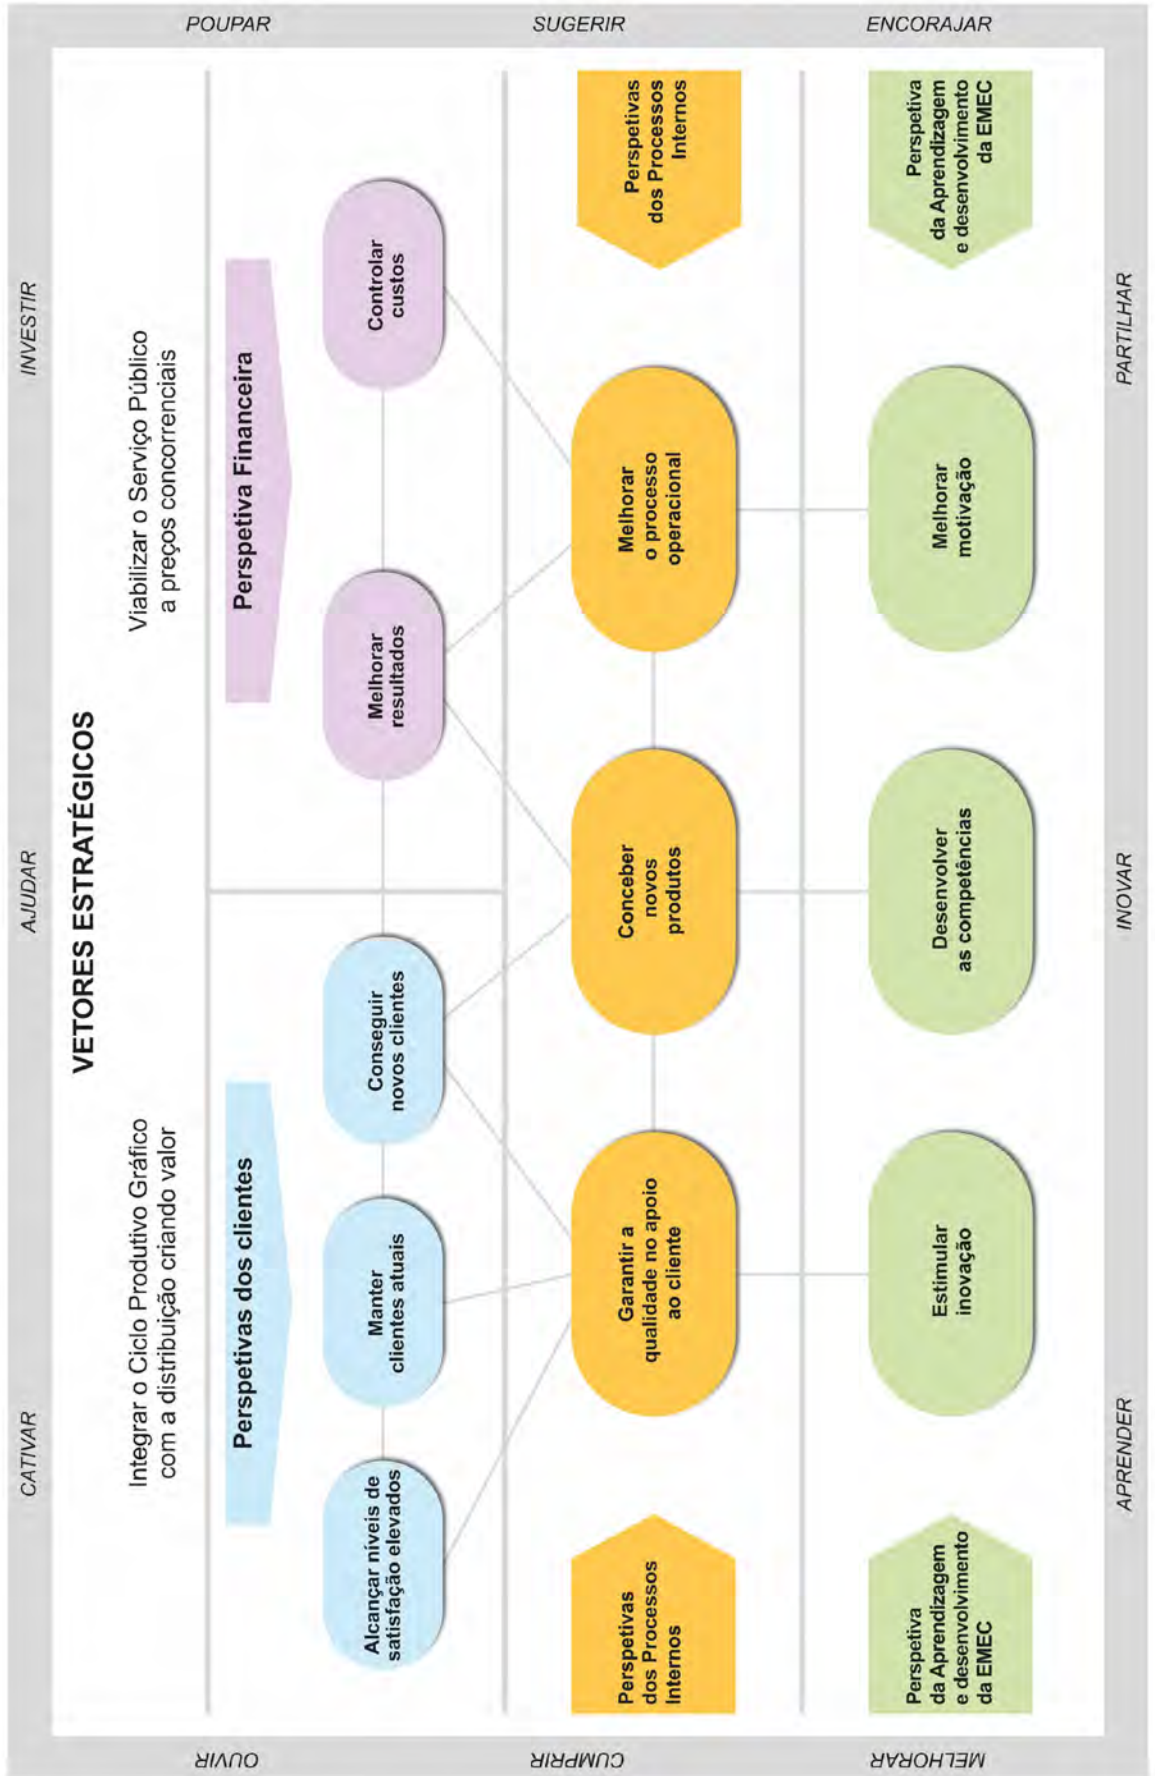 CATIVAR
AJUDAR
INVESTIR
VETORES ESTRATÉGICOS
Integrar o Ciclo Produtivo Gráfico
com a distribuição criando valor
Viabilizar o Serviço Público
a preços concorrenciais
OUVIR
POUPAR
Perspetivas dos clientes
Perspetiva Financeira
Alcançar níveis de
satisfação elevados
Manter
clientes atuais
Conseguir
novos clientes
Melhorar
resultados
Controlar
custos
CUMPRIR
SUGERIR
Perspetivas
dos Processos
Internos
Garantir a
qualidade no apoio
ao cliente
Conceber
novos
produtos
Melhorar
o processo
operacional
Perspetivas
dos Processos
Internos
MELHORAR
ENCORAJAR
Perspetiva
da Aprendizagem
e desenvolvimento
da EMEC
Estimular
inovação
Desenvolver
as competências
Melhorar
motivação
Perspetiva
da Aprendizagem
e desenvolvimento
da EMEC
APRENDER
INOVAR
PARTILHAR